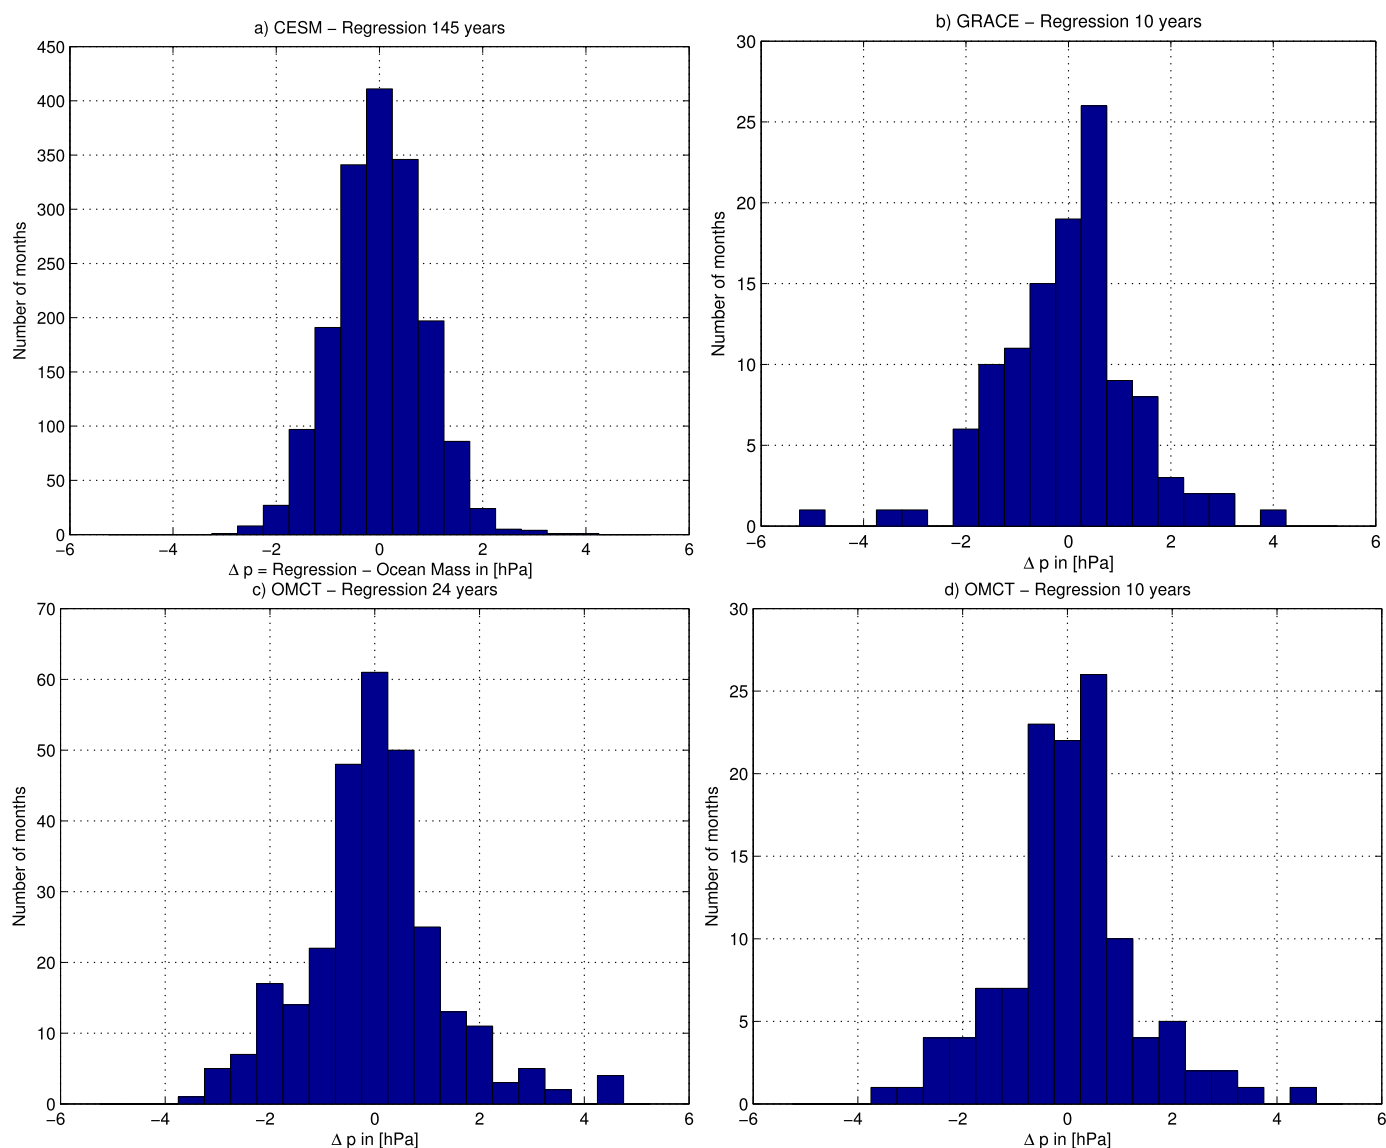 a) CESM − Regression 145 years
Number of months
450
400
350
300
250
200
150
100
50
0
−6 −4 −2 0 2 4 6
Δ p = Regression − Ocean Mass in [hPa]
b) GRACE − Regression 10 years
Number of months
30
25
20
15
10
5
0
−6 −4 −2 0 2 4 6
Δ p in [hPa]
c) OMCT − Regression 24 years
Number of months
70
60
50
40
30
20
10
0
−6 −4 −2 0 2 4 6
Δ p in [hPa]
d) OMCT − Regression 10 years
Number of months
30
25
20
15
10
5
0
−6 −4 −2 0 2 4 6
Δ p in [hPa]